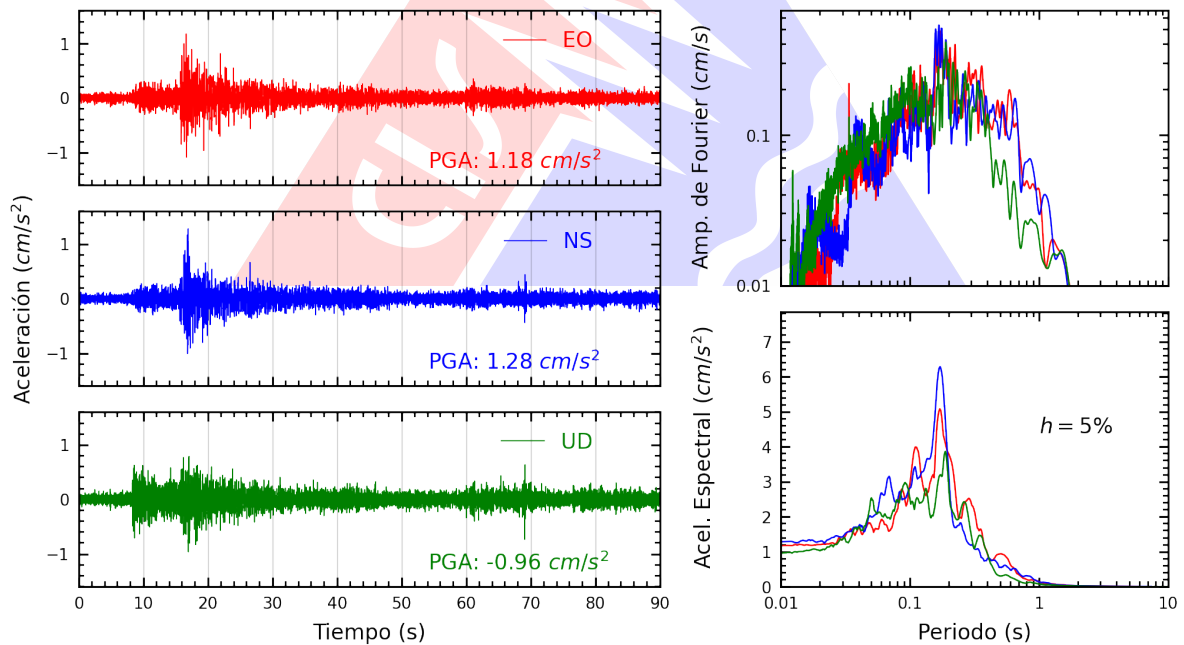 Aceleración (cm/s²)
1
0
−1
EO
PGA: 1.18 cm/s²
1
0
−1
NS
PGA: 1.28 cm/s²
1
0
−1
UD
PGA: -0.96 cm/s²
0 10 20 30 40 50 60 70 80 90
Tiempo (s)
Amp. de Fourier (cm/s)
0.1
0.01
Acel. Espectral (cm/s²)
7
6
5
4
3
2
1
0
h = 5%
0.01 0.1 1 10
Periodo (s)